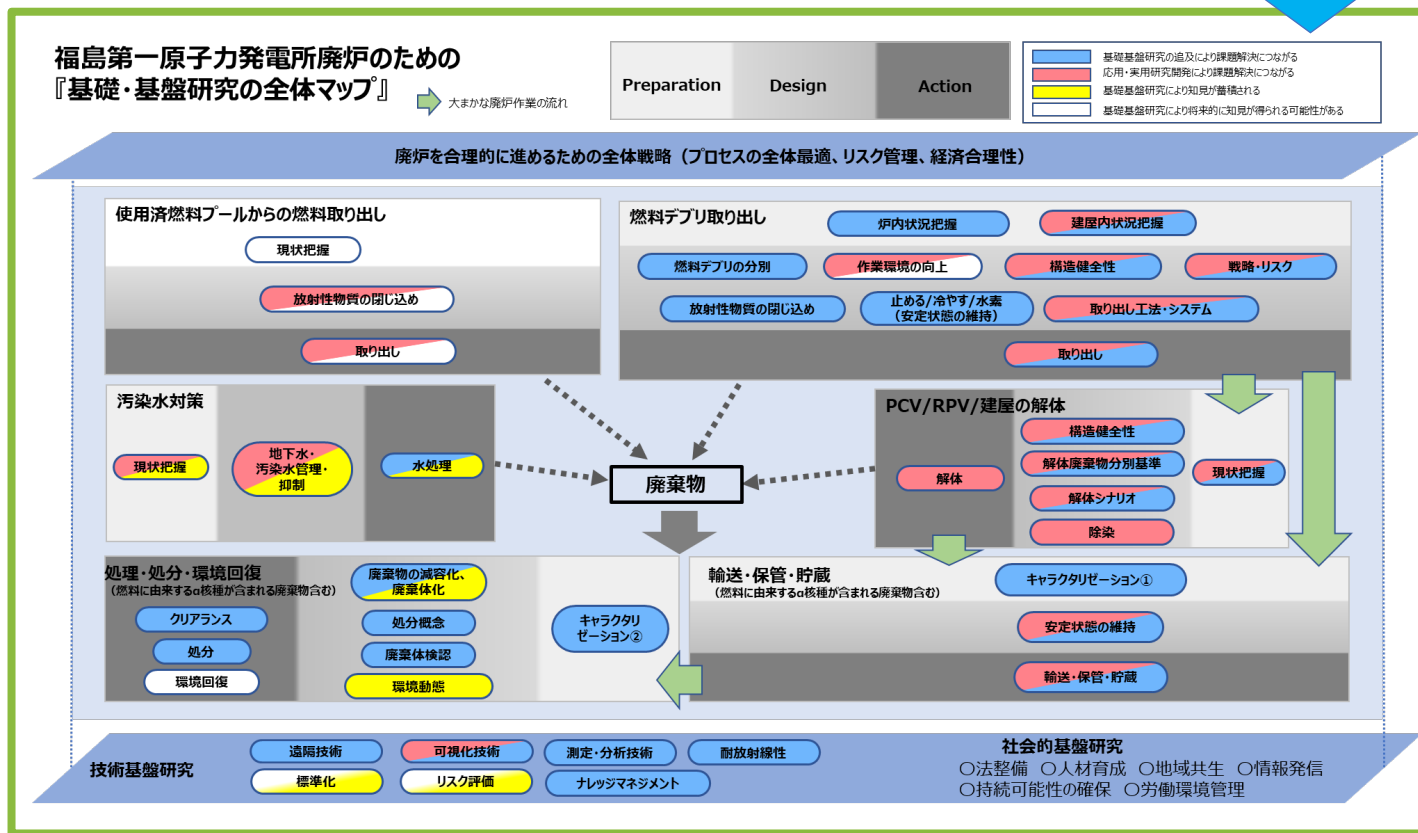 福島第一原子力発電所廃炉のための
『基礎・基盤研究の全体マップ』
大まかな廃炉作業の流れ
Preparation
Design
Action
基礎基盤研究の追及により課題解決につながる
応用・実用研究開発により課題解決につながる
基礎基盤研究により知見が蓄積される
基礎基盤研究により将来的に知見が得られる可能性がある
廃炉を合理的に進めるための全体戦略（プロセスの全体最適、リスク管理、経済合理性）
使用済燃料プールからの燃料取り出し
現状把握
放射性物質の閉じ込め
取り出し
燃料デブリ取り出し
炉内状況把握
建屋内状況把握
燃料デブリの分別
作業環境の向上
構造健全性
戦略・リスク
放射性物質の閉じ込め
止める/冷やす/水素
（安定状態の維持）
取り出し工法・システム
取り出し
汚染水対策
現状把握
地下水・
汚染水管理・
抑制
水処理
廃棄物
PCV/RPV/建屋の解体
解体
構造健全性
解体廃棄物分別基準
解体シナリオ
除染
現状把握
処理・処分・環境回復
（燃料に由来するα核種が含まれる廃棄物含む）
クリアランス
処分
環境回復
廃棄物の減容化、
廃棄体化
処分概念
廃棄体検認
環境動態
キャラクタリ
ゼーション②
輸送・保管・貯蔵
（燃料に由来するα核種が含まれる廃棄物含む）
キャラクタリゼーション①
安定状態の維持
輸送・保管・貯蔵
技術基盤研究
遠隔技術
可視化技術
測定・分析技術
耐放射線性
標準化
リスク評価
ナレッジマネジメント
社会的基盤研究
〇法整備 〇人材育成 〇地域共生 〇情報発信
〇持続可能性の確保 〇労働環境管理